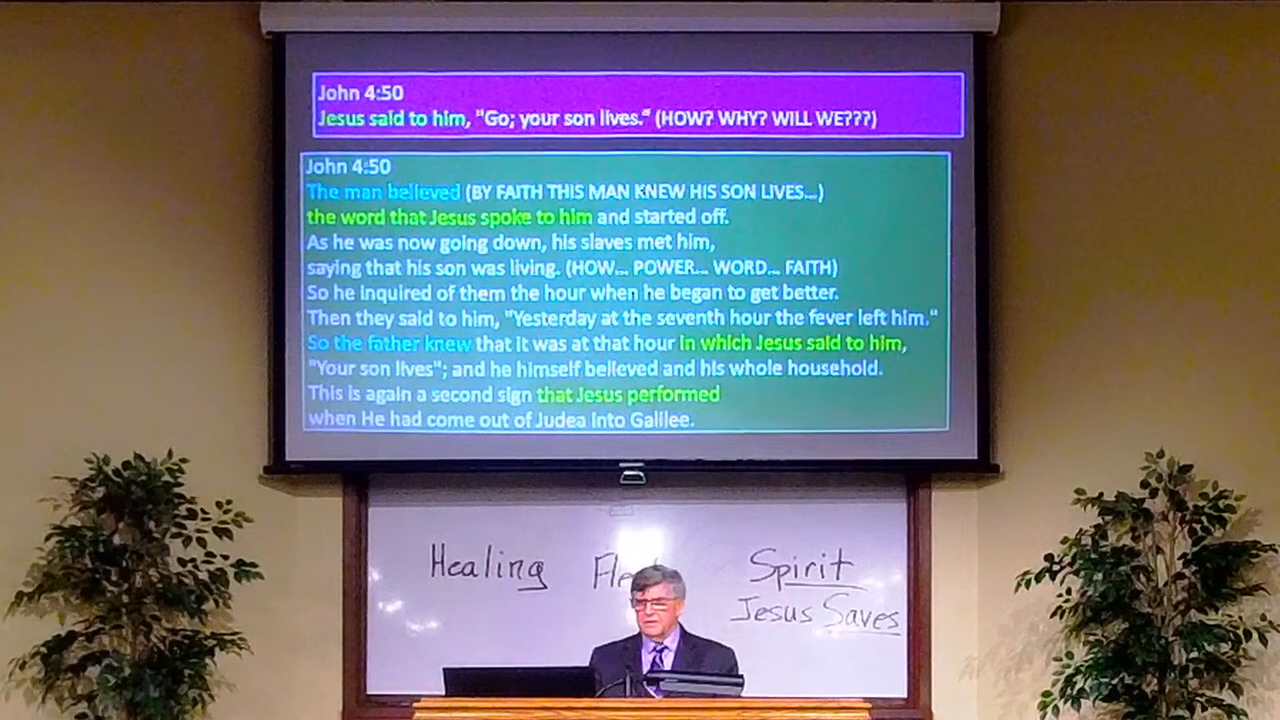 John 4:50
Jesus said to him, "Go; your son lives." (HOW? WHY? WILL WE???)
John 4:50
The man believed (BY FAITH THIS MAN KNEW HIS SON LIVES...)
the word that Jesus spoke to him and started off.
As he was now going down, his slaves met him,
saying that his son was living. (HOW... POWER... WORD... FAITH)
So he inquired of them the hour when he began to get better.
Then they said to him, "Yesterday at the seventh hour the fever left him."
So the father knew that it was at that hour in which Jesus said to him,
"Your son lives"; and he himself believed and his whole household.
This is again a second sign that Jesus performed
when He had come out of Judea into Galilee.
Healing Spirit
Jesus Saves